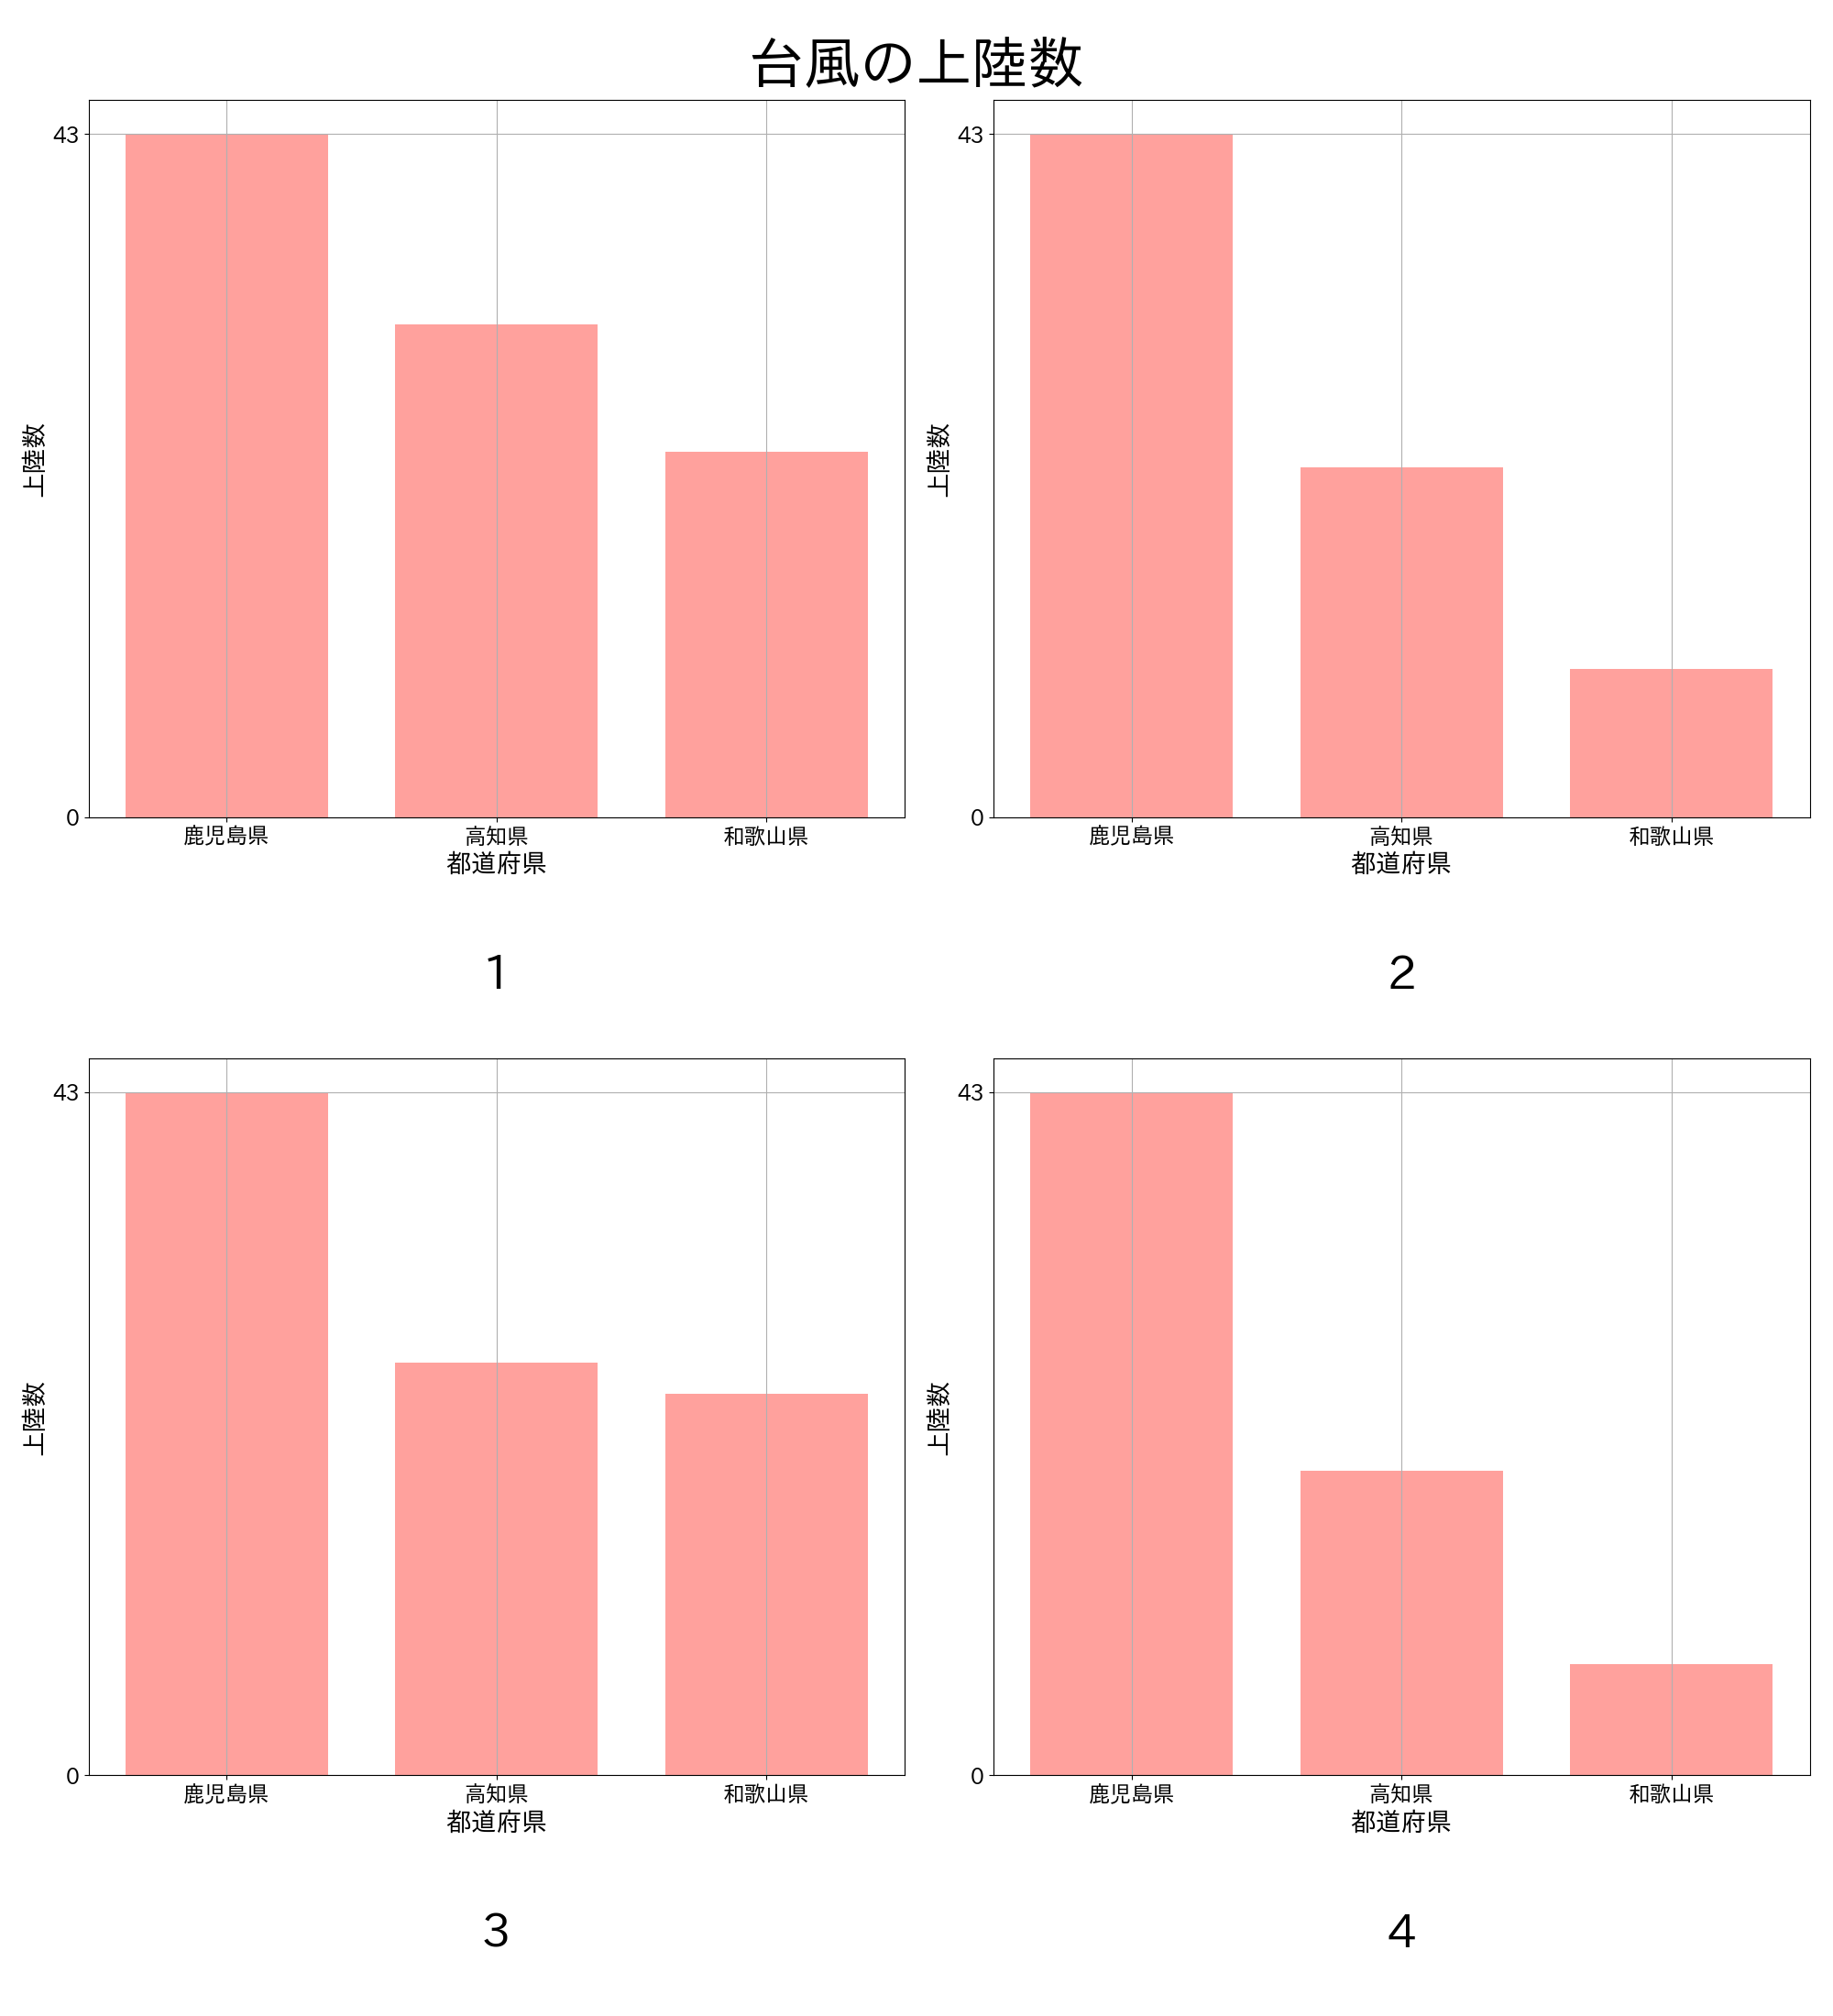 台風の上陸数
43
0
上陸数
鹿児島県
高知県
和歌山県
都道府県
1
43
0
上陸数
鹿児島県
高知県
和歌山県
都道府県
2
43
0
上陸数
鹿児島県
高知県
和歌山県
都道府県
3
43
0
上陸数
鹿児島県
高知県
和歌山県
都道府県
4